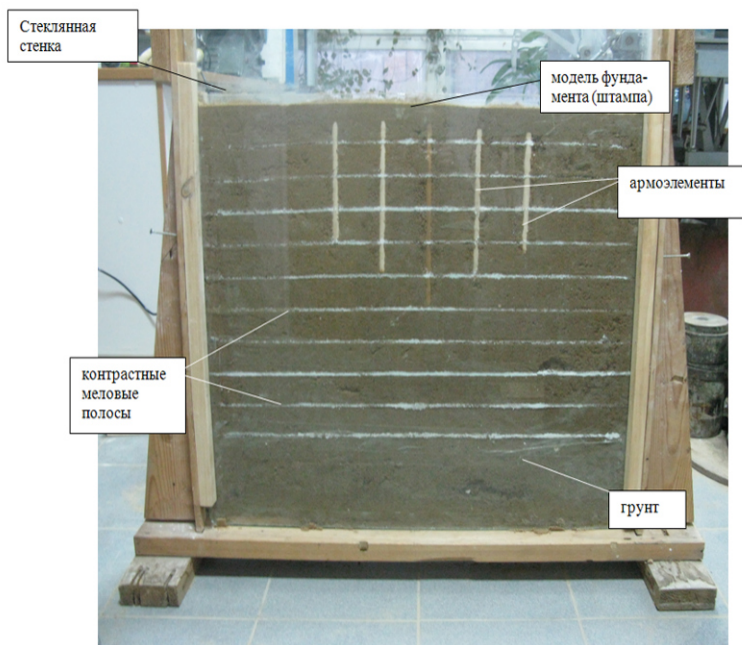 Стеклянная
стенка
модель фунда-
мента (штампа)
армоэлементы
контрастные
меловые
полосы
грунт